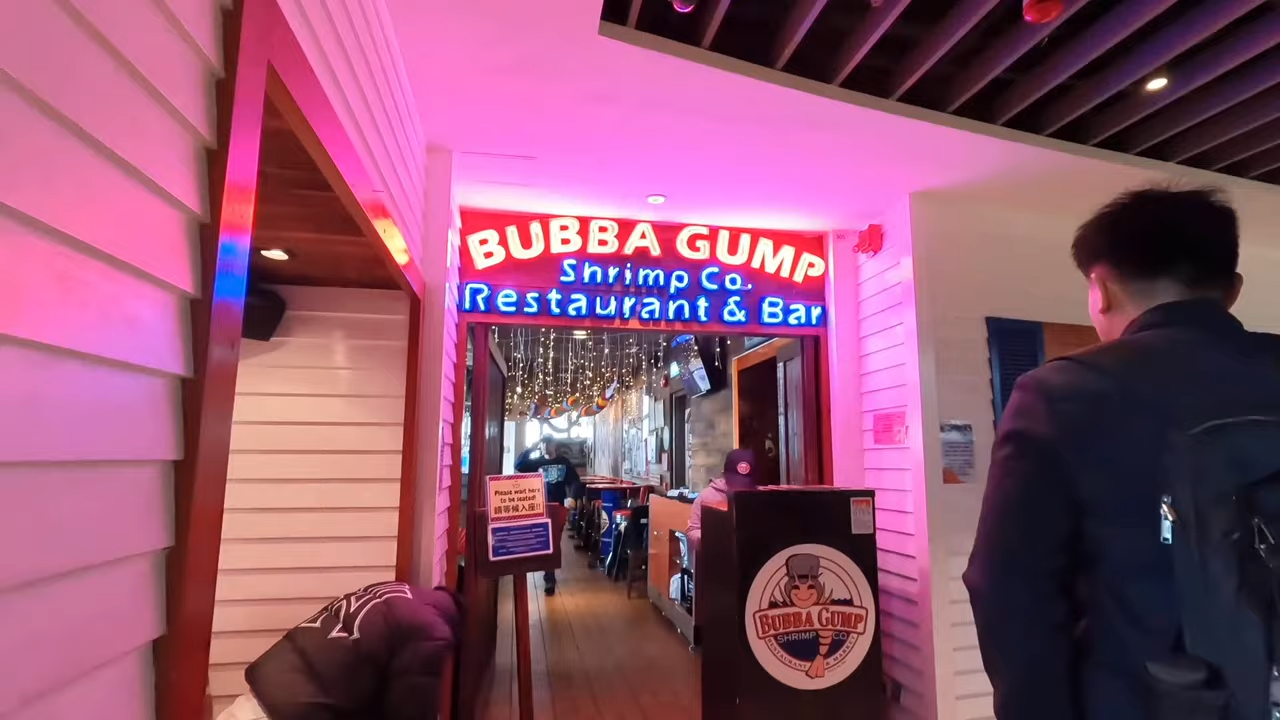 BUBBA GUMP
Shrimp Co.
Restaurant & Bar
Please wait here
to be seated!
請等候入座!!
BUBBA GUMP
SHRIMP CO
RESTAURANT & MARKET
NY